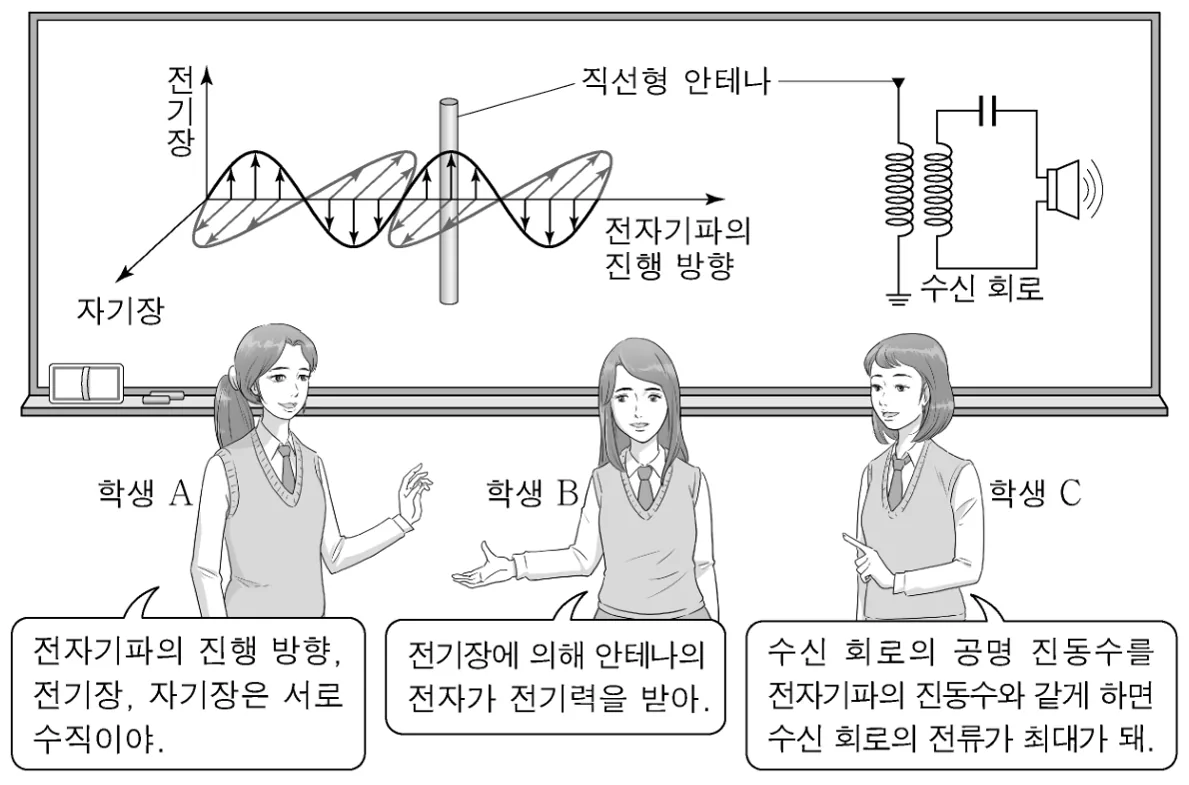 전기장
직선형 안테나
전자기파의
진행 방향
자기장
수신 회로
학생 A
학생 B
학생 C
전자기파의 진행 방향,
전기장, 자기장은 서로
수직이야.
전기장에 의해 안테나의
전자가 전기력을 받아.
수신 회로의 공명 진동수를
전자기파의 진동수와 같게 하면
수신 회로의 전류가 최대가 돼.